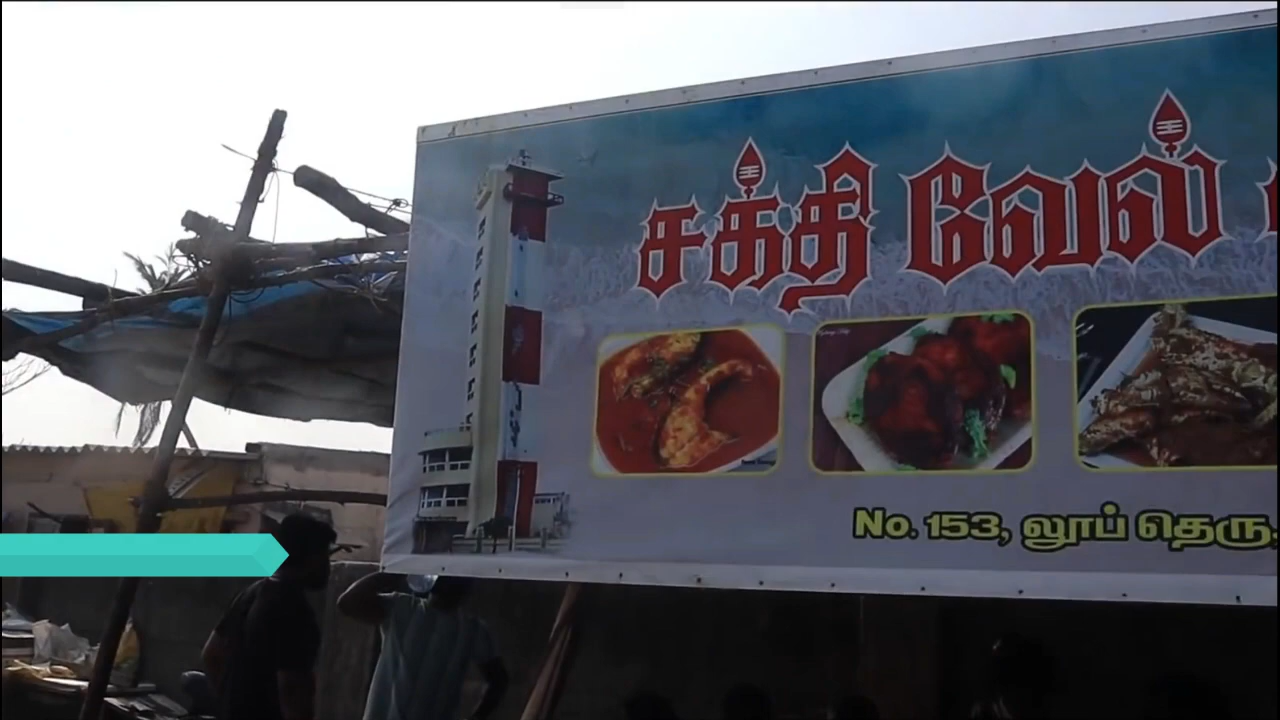 சக்தி வேல்
No. 153, லூப் தெரு